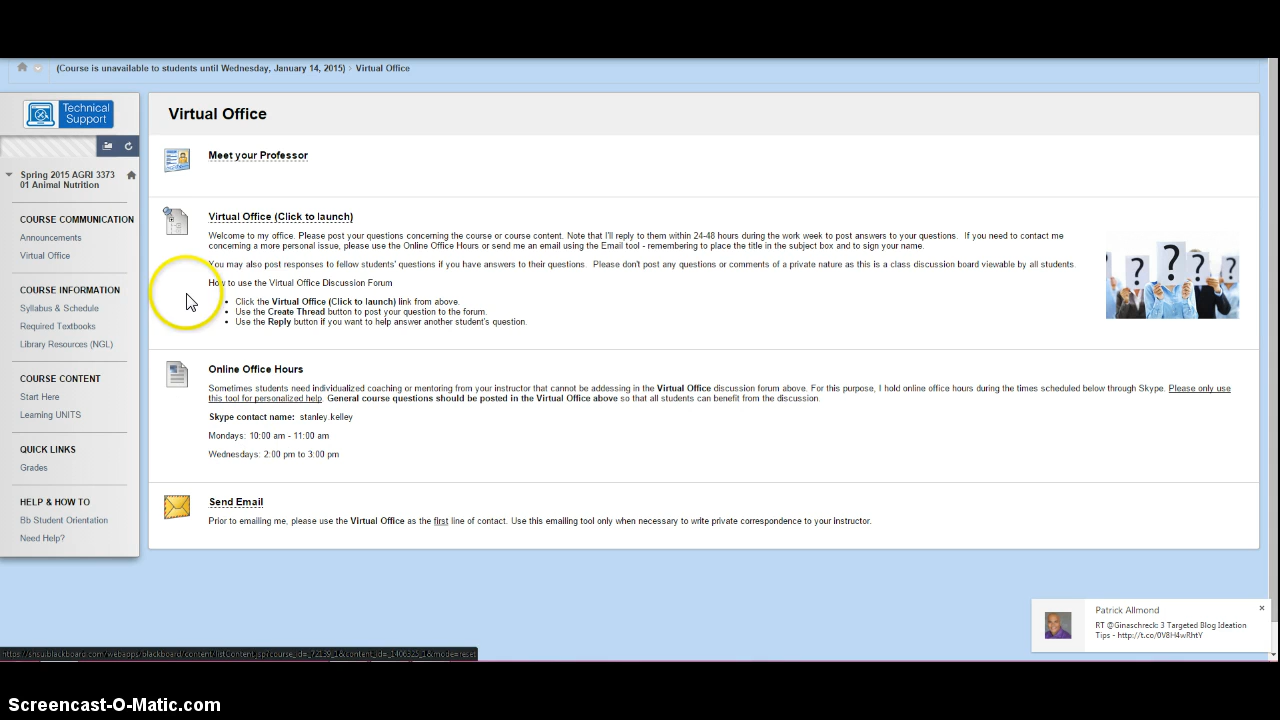 (Course is unavailable to students until Wednesday, January 14, 2015) > Virtual Office
Technical
Support
Spring 2015 AGRI 3373
01 Animal Nutrition
COURSE COMMUNICATION
Announcements
Virtual Office
COURSE INFORMATION
Syllabus & Schedule
Required Textbooks
Library Resources (NGL)
COURSE CONTENT
Start Here
Learning UNITS
QUICK LINKS
Grades
HELP & HOW TO
Bb Student Orientation
Need Help?
Virtual Office
Meet your Professor
Virtual Office (Click to launch)
Welcome to my office. Please post your questions concerning the course or course content. Note that I'll reply to them within 24-48 hours during the work week to post answers to your questions. If you need to contact me
concerning a more personal issue, please use the Online Office Hours or send me an email using the Email tool - remembering to place the title in the subject box and to sign your name.
You may also post responses to fellow students' questions if you have answers to their questions. Please don't post any questions or comments of a private nature as this is a class discussion board viewable by all students.
How to use the Virtual Office Discussion Forum
• Click the Virtual Office (Click to launch) link from above.
• Use the Create Thread button to post your question to the forum.
• Use the Reply button if you want to help answer another student's question.
? ? ? ?
Online Office Hours
Sometimes students need individualized coaching or mentoring from your instructor that cannot be addressing in the Virtual Office discussion forum above. For this purpose, I hold online office hours during the times scheduled below through Skype. Please only use
this tool for personalized help. General course questions should be posted in the Virtual Office above so that all students can benefit from the discussion.
Skype contact name: stanley.kelley
Mondays: 10:00 am - 11:00 am
Wednesdays: 2:00 pm to 3:00 pm
Send Email
Prior to emailing me, please use the Virtual Office as the first line of contact. Use this emailing tool only when necessary to write private correspondence to your instructor.
Patrick Allmond
RT @Ginaschreck: 3 Targeted Blog Ideation
Tips - http://t.co/0V8H4wRhtY
Screencast-O-Matic.com